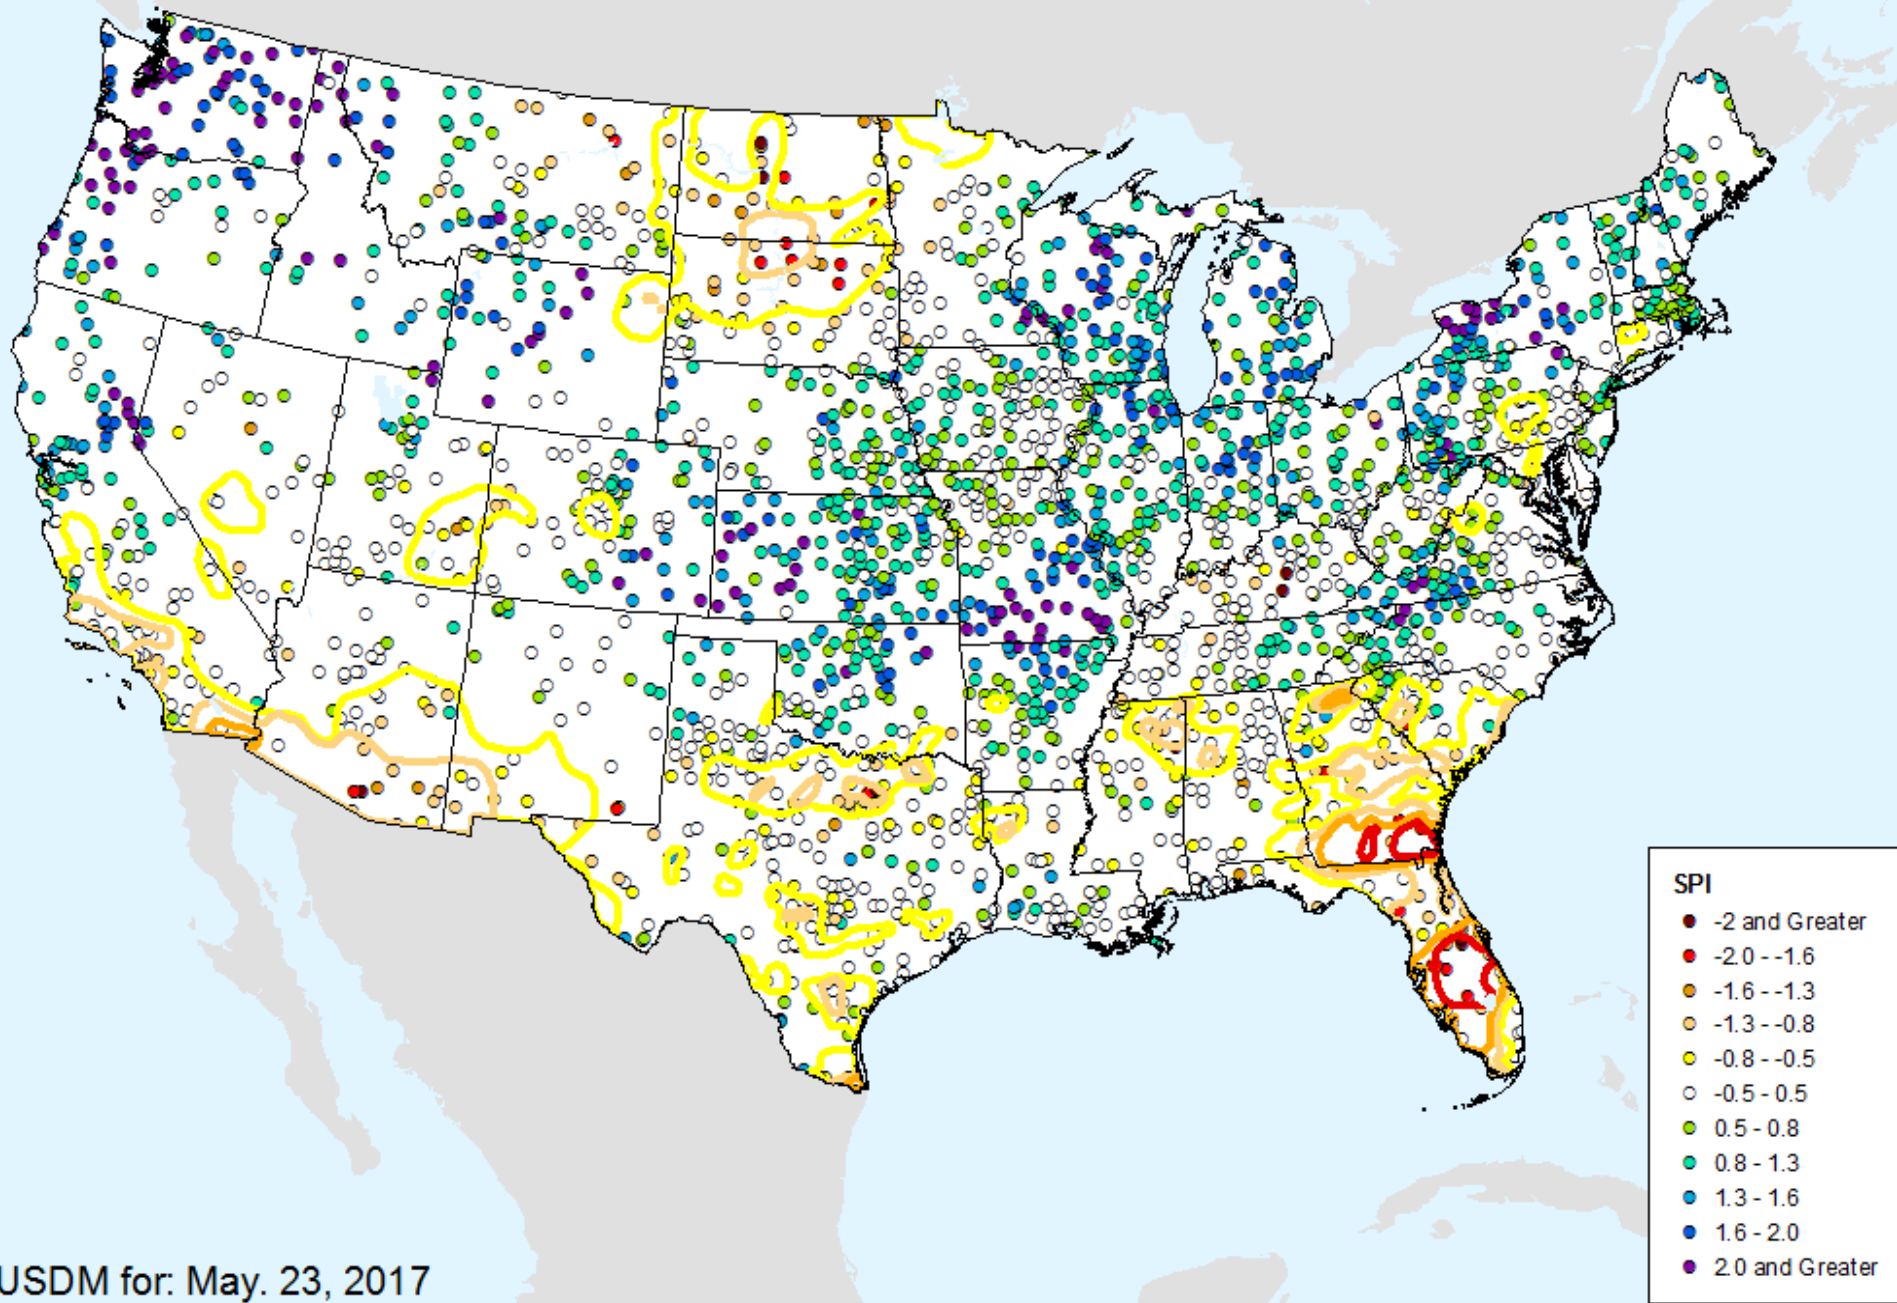 SPI
-2 and Greater
-2.0 - -1.6
-1.6 - -1.3
-1.3 - -0.8
-0.8 - -0.5
-0.5 - 0.5
0.5 - 0.8
0.8 - 1.3
1.3 - 1.6
1.6 - 2.0
2.0 and Greater
USDM for: May. 23, 2017